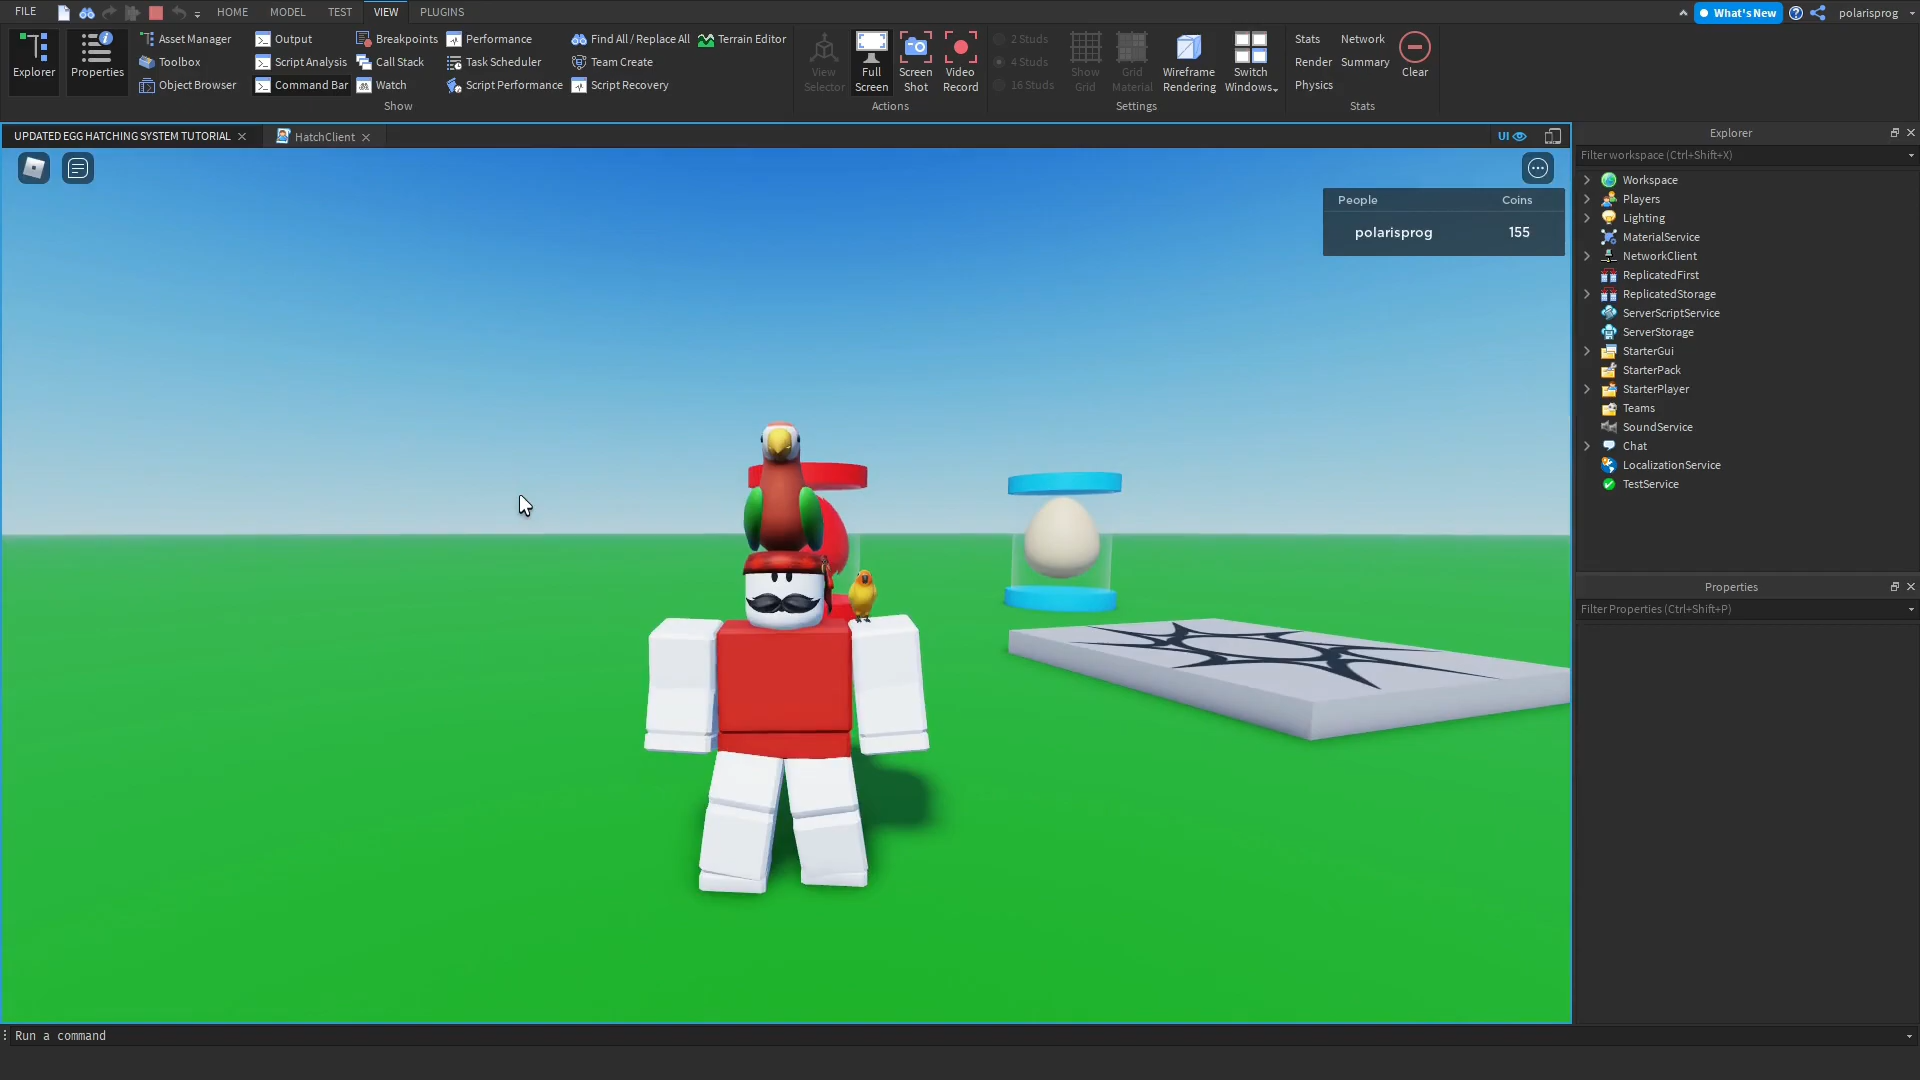 FILE HOME MODEL TEST VIEW PLUGINS What's New polarisprog
Explorer
Properties
Asset Manager
Toolbox
Object Browser
Output
Script Analysis
Command Bar
Breakpoints
Call Stack
Watch
Performance
Task Scheduler
Script Performance
Find All / Replace All
Team Create
Script Recovery
Terrain Editor
Show
View
Selector
Full
Screen
Screen
Shot
Video
Record
Actions
2 Studs
4 Studs
16 Studs
Show
Grid
Grid
Material
Wireframe
Rendering
Switch
Windows
Settings
Stats
Render
Physics
Network
Summary
Clear
Stats
UPDATED EGG HATCHING SYSTEM TUTORIAL HatchClient UI
People Coins
polarisprog 155
Explorer
Filter workspace (Ctrl+Shift+X)
Workspace
Players
Lighting
MaterialService
NetworkClient
ReplicatedFirst
ReplicatedStorage
ServerScriptService
ServerStorage
StarterGui
StarterPack
StarterPlayer
Teams
SoundService
Chat
LocalizationService
TestService
Properties
Filter Properties (Ctrl+Shift+P)
Run a command